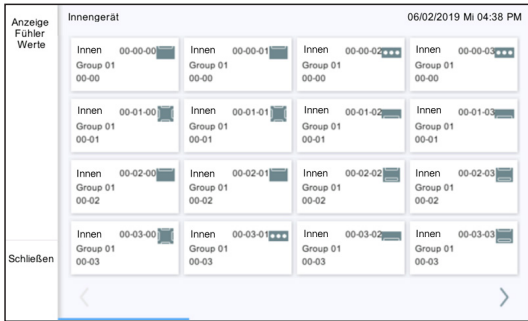 Anzeige
Fühler
Werte
Innengerät 06/02/2019 Mi 04:38 PM
Innen 00-00-00 Innen 00-00-01 Innen 00-00-02 Innen 00-00-03
Group 01 Group 01 Group 01 Group 01
00-00 00-00 00-00 00-00
Innen 00-01-00 Innen 00-01-01 Innen 00-01-02 Innen 00-01-03
Group 01 Group 01 Group 01 Group 01
00-01 00-01 00-01 00-01
Innen 00-02-00 Innen 00-02-01 Innen 00-02-02 Innen 00-02-03
Group 01 Group 01 Group 01 Group 01
00-02 00-02 00-02 00-02
Innen 00-03-00 Innen 00-03-01 Innen 00-03-02 Innen 00-03-03
Group 01 Group 01 Group 01 Group 01
00-03 00-03 00-03 00-03
Schließen